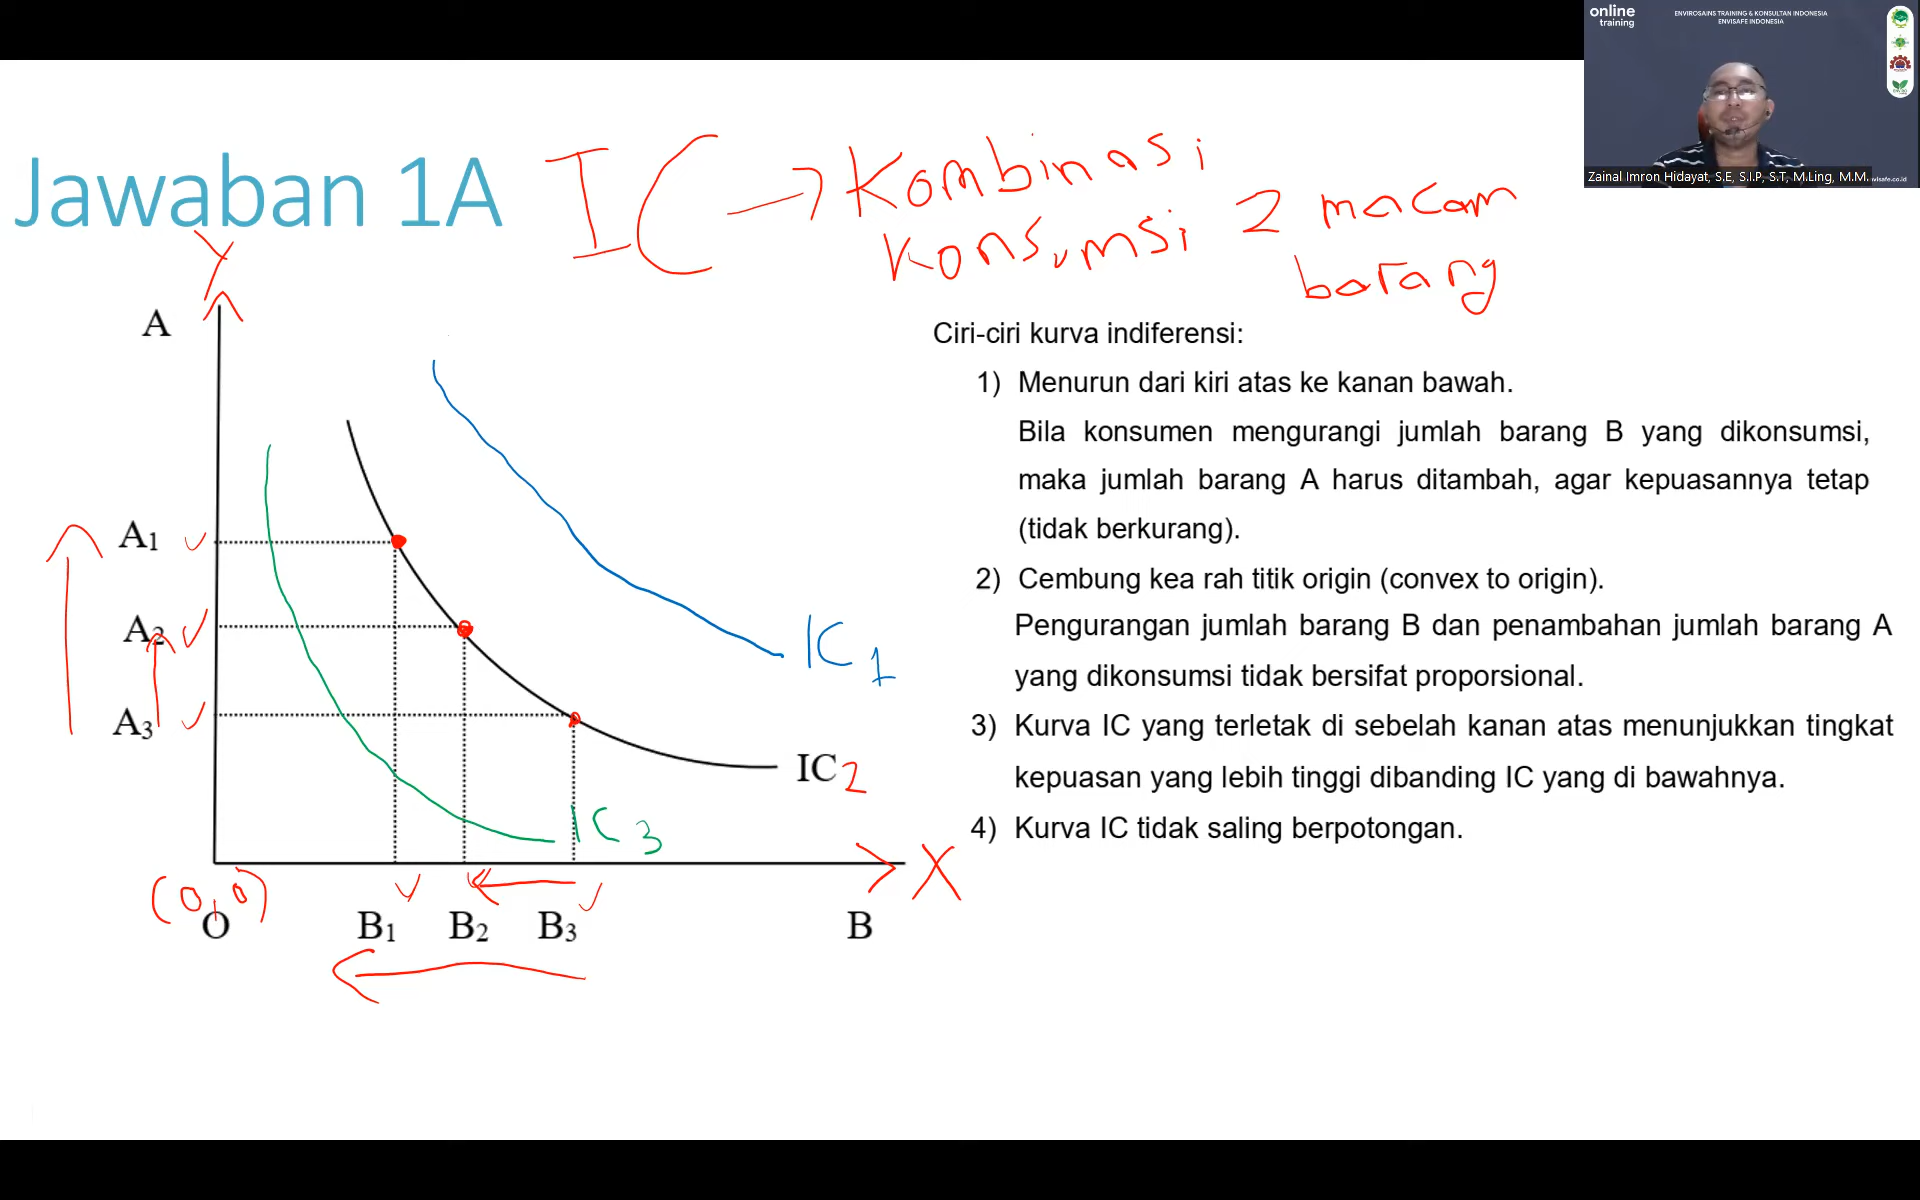 online
training
ENVIROSAINS TRAINING & KONSULTAN INDONESIA
ENVISAFE INDONESIA
Zainal Imron Hidayat, S.E, S.I.P, S.T, M.Ling, M.M.
Jawaban 1A
IC → Kombinasi
Konsumsi 2 macam
barang
Y
A
A1
A2
A3
IC1
IC2
IC3
(0,0)
O
B1
B2
B3
B
X
Ciri-ciri kurva indiferensi:
1) Menurun dari kiri atas ke kanan bawah.
Bila konsumen mengurangi jumlah barang B yang dikonsumsi,
maka jumlah barang A harus ditambah, agar kepuasannya tetap
(tidak berkurang).
2) Cembung kea rah titik origin (convex to origin).
Pengurangan jumlah barang B dan penambahan jumlah barang A
yang dikonsumsi tidak bersifat proporsional.
3) Kurva IC yang terletak di sebelah kanan atas menunjukkan tingkat
kepuasan yang lebih tinggi dibanding IC yang di bawahnya.
4) Kurva IC tidak saling berpotongan.